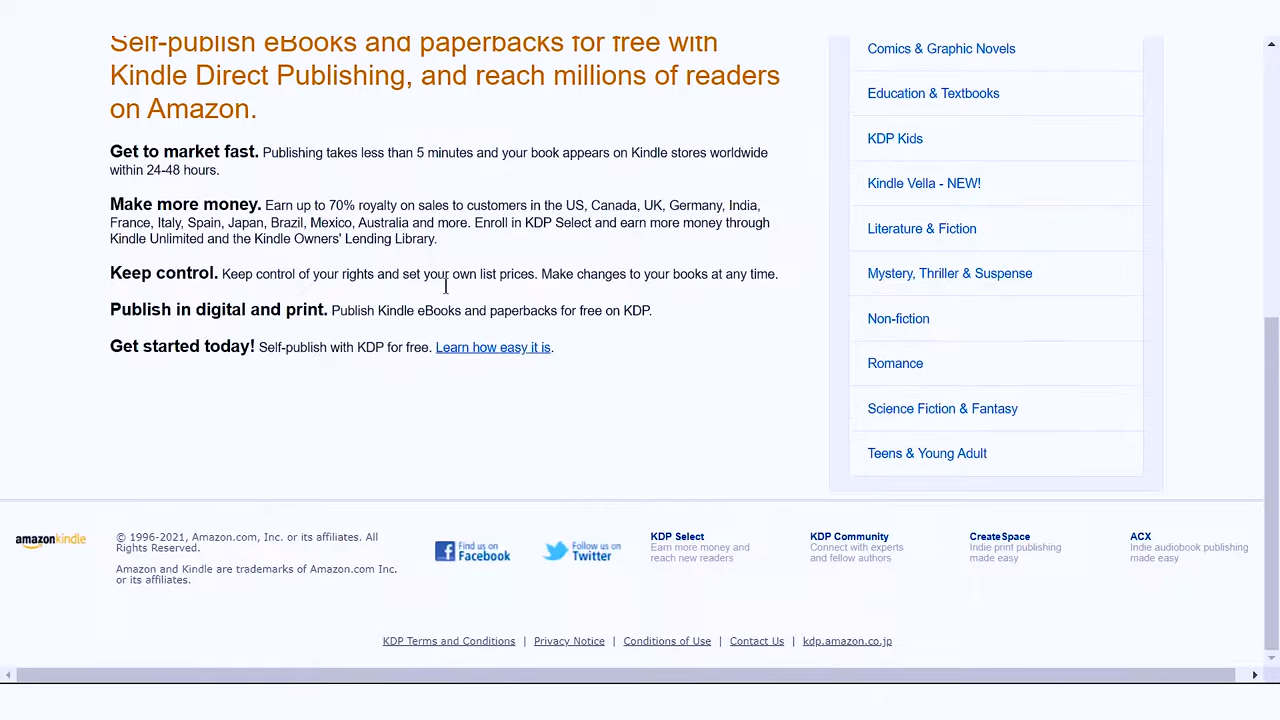 Self-publish eBooks and paperbacks for free with
Kindle Direct Publishing, and reach millions of readers
on Amazon.
Get to market fast. Publishing takes less than 5 minutes and your book appears on Kindle stores worldwide
within 24-48 hours.
Make more money. Earn up to 70% royalty on sales to customers in the US, Canada, UK, Germany, India,
France, Italy, Spain, Japan, Brazil, Mexico, Australia and more. Enroll in KDP Select and earn more money through
Kindle Unlimited and the Kindle Owners' Lending Library.
Keep control. Keep control of your rights and set your own list prices. Make changes to your books at any time.
Publish in digital and print. Publish Kindle eBooks and paperbacks for free on KDP.
Get started today! Self-publish with KDP for free. Learn how easy it is.
Comics & Graphic Novels
Education & Textbooks
KDP Kids
Kindle Vella - NEW!
Literature & Fiction
Mystery, Thriller & Suspense
Non-fiction
Romance
Science Fiction & Fantasy
Teens & Young Adult
amazonkindle
© 1996-2021, Amazon.com, Inc. or its affiliates. All
Rights Reserved.
Amazon and Kindle are trademarks of Amazon.com Inc.
or its affiliates.
Find us on
Facebook
Follow us on
Twitter
KDP Select
Earn more money and
reach new readers
KDP Community
Connect with experts
and fellow authors
CreateSpace
Indie print publishing
made easy
ACX
Indie audiobook publishing
made easy
KDP Terms and Conditions | Privacy Notice | Conditions of Use | Contact Us | kdp.amazon.co.jp